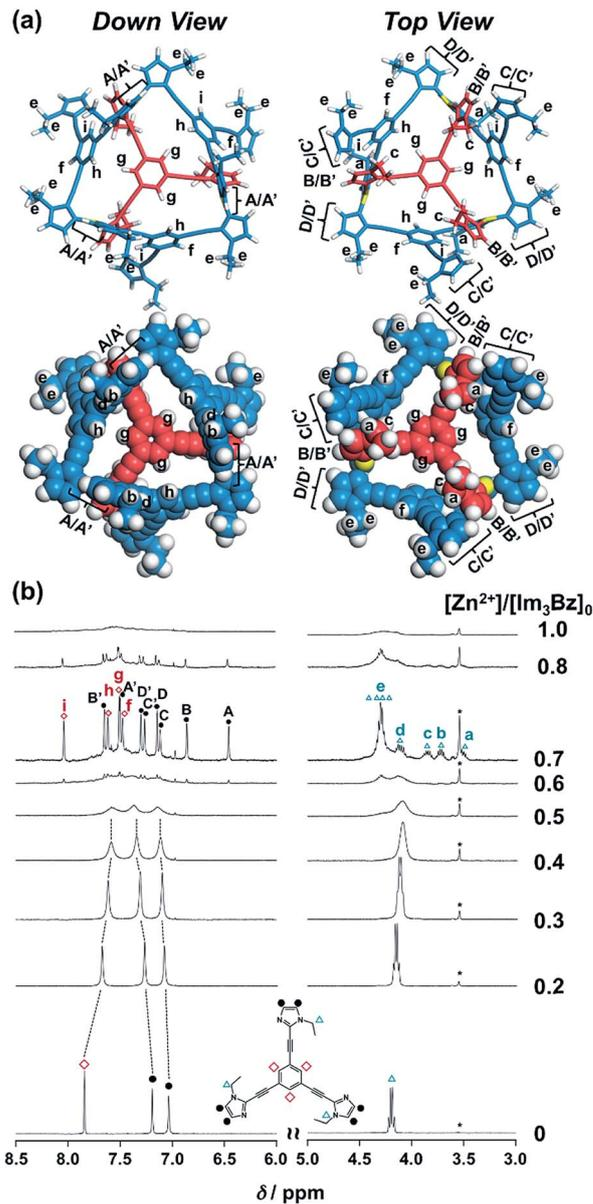 (a) Down View Top View
A/A'
e
e
i
f
h
g
A/A'
A/A'
D/D'
B/B'
C/C'
C/C'
B/B'
D/D'
B/B'
D/D'
C/C'
A/A'
d
b
h
g
A/A'
A/A'
D/D'
B/B'
C/C'
C/C'
B/B'
D/D'
B/B'
D/D'
C/C'
(b)
[Zn2+]/[Im3Bz]0
1.0
0.8
g
e
i B' h A' f D' C' D C B A
d c b a
0.7
0.6
0.5
0.4
0.3
0.2
N N
N N
N N
0
8.5 8.0 7.5 7.0 6.5 6.0 5.0 4.5 4.0 3.5 3.0
δ / ppm